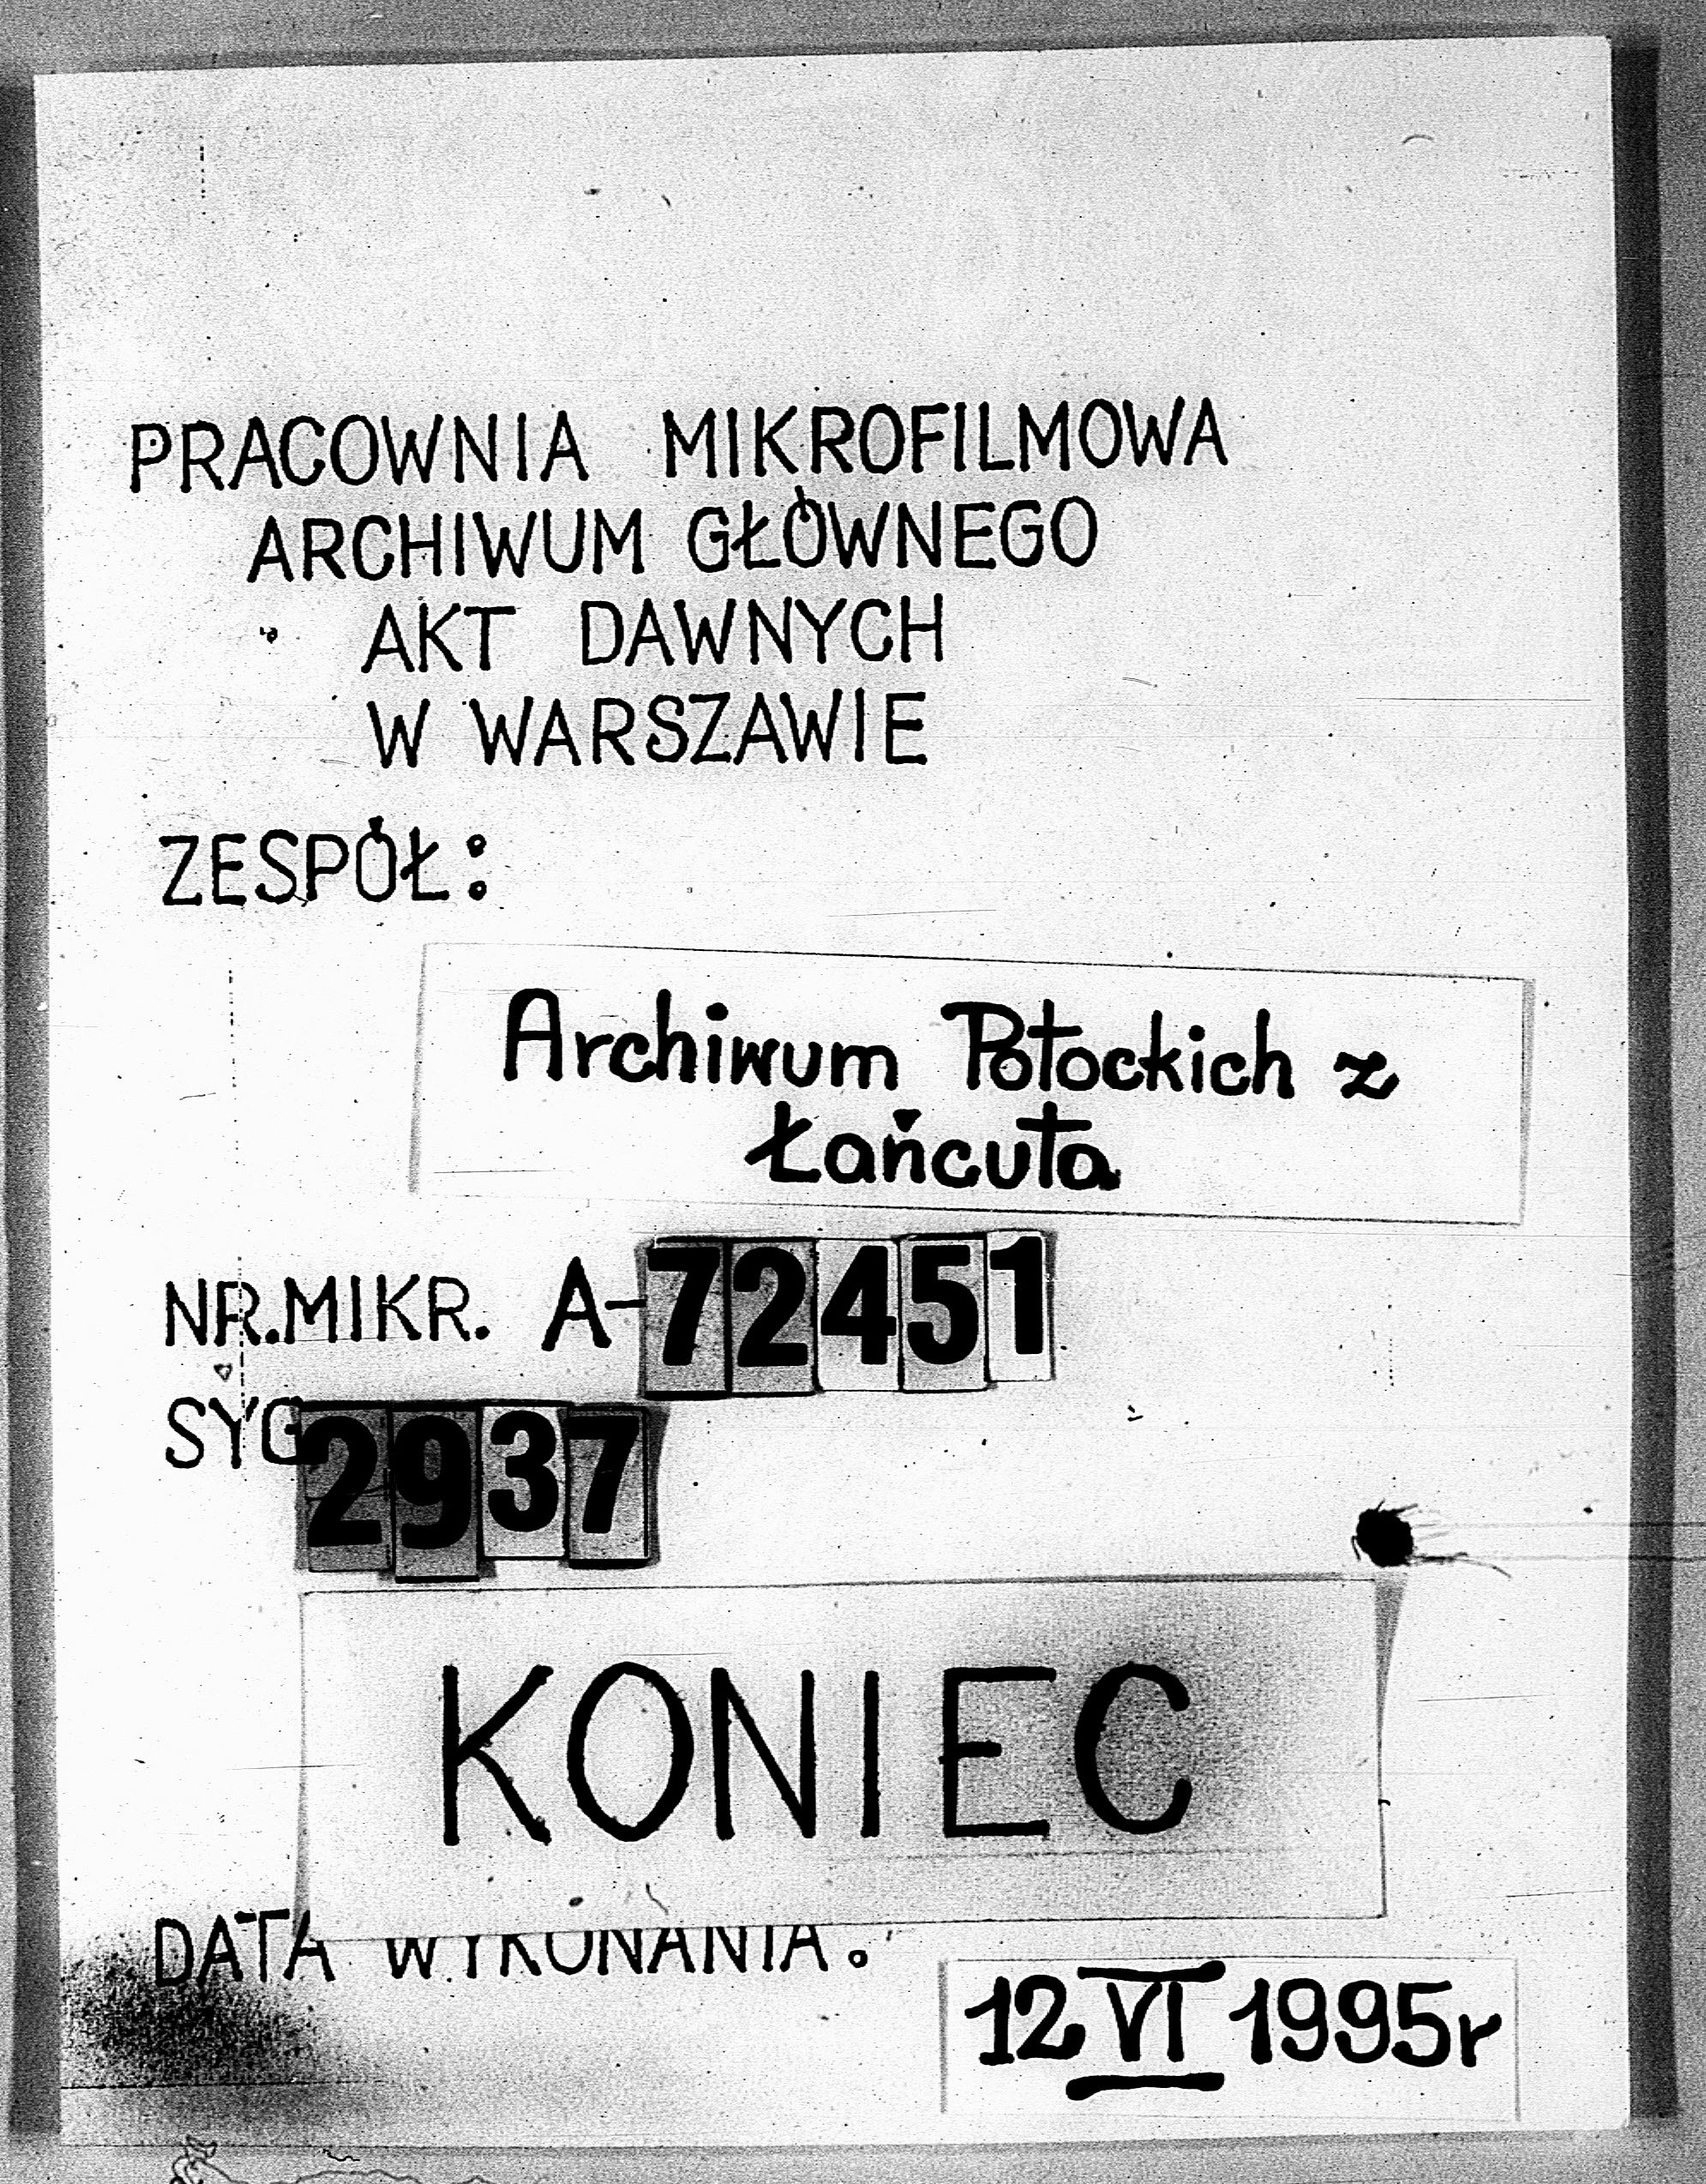 PRACOWNIA MIKROFILMOWA
ARCHIWUM GŁÓWNEGO
AKT DAWNYCH
W WARSZAWIE
ZESPÓŁ:
Archiwum Potockich z
Łańcuta
NR.MIKR. A-72451
SYG 2937
KONIEC
DATA WYKONANIA:
12 VI 1995r